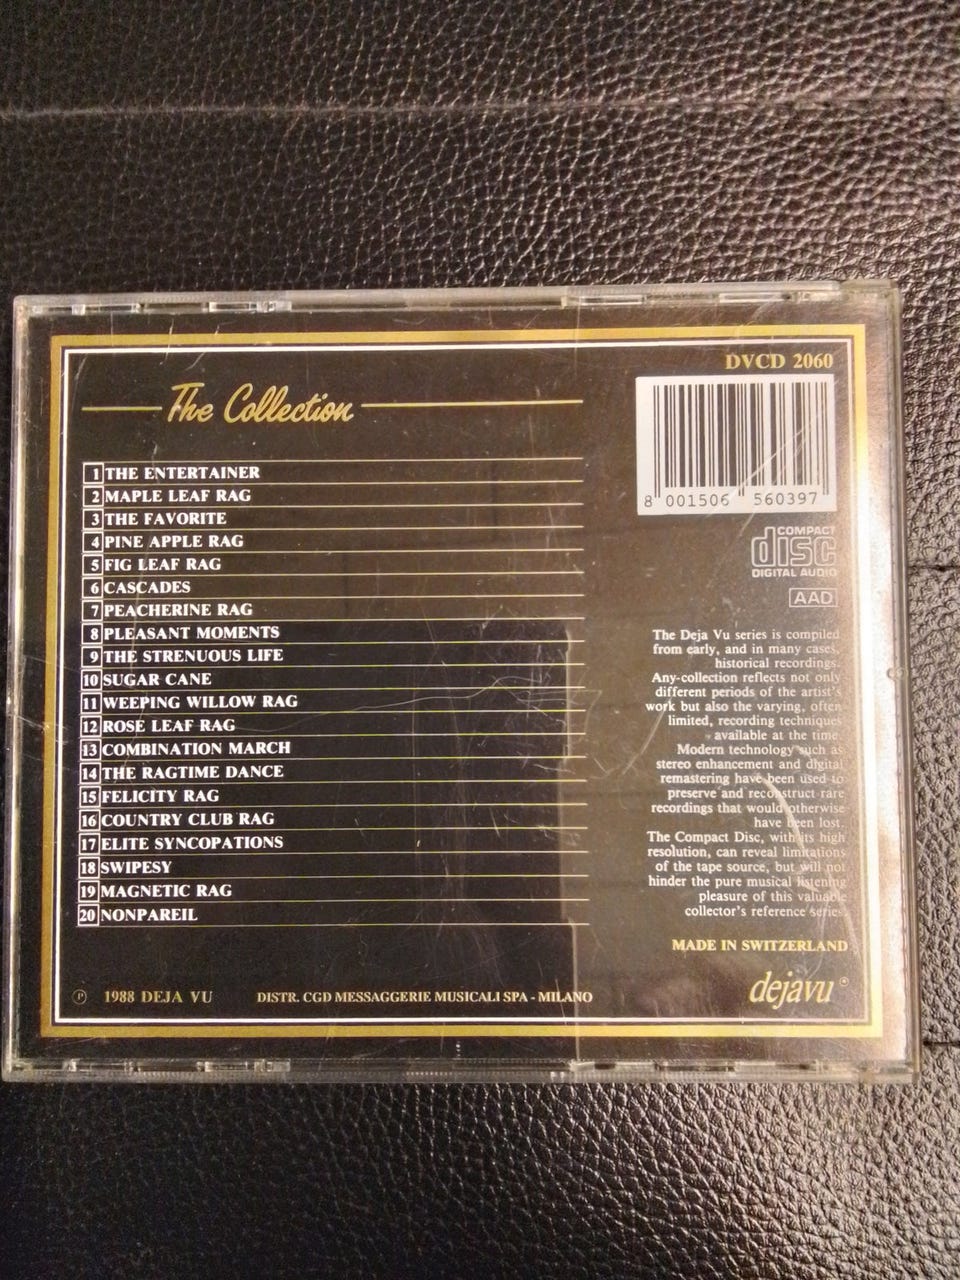 DVCD 2060
The Collection
8 001506 560397
1 THE ENTERTAINER
2 MAPLE LEAF RAG
3 THE FAVORITE
4 PINE APPLE RAG
5 FIG LEAF RAG
6 CASCADES
7 PEACHERINE RAG
8 PLEASANT MOMENTS
9 THE STRENUOUS LIFE
10 SUGAR CANE
11 WEEPING WILLOW RAG
12 ROSE LEAF RAG
13 COMBINATION MARCH
14 THE RAGTIME DANCE
15 FELICITY RAG
16 COUNTRY CLUB RAG
17 ELITE SYNCOPATIONS
18 SWIPESY
19 MAGNETIC RAG
20 NONPAREIL
COMPACT
disc
DIGITAL AUDIO
AAD
The Deja Vu series is compiled
from early, and in many cases,
historical recordings.
Any-collection reflects not only
different periods of the artist's
work but also the varying, often
limited, recording techniques
available at the time.
Modern technology such as
stereo enhancement and digital
remastering have been used to
preserve and reconstruct rare
recordings that would otherwise
have been lost.
The Compact Disc, with its high
resolution, can reveal limitations
of the tape source, but will not
hinder the pure musical listening
pleasure of this valuable
collector's reference series.
MADE IN SWITZERLAND
dejavu ®
℗ 1988 DEJA VU
DISTR. CGD MESSAGGERIE MUSICALI SPA - MILANO